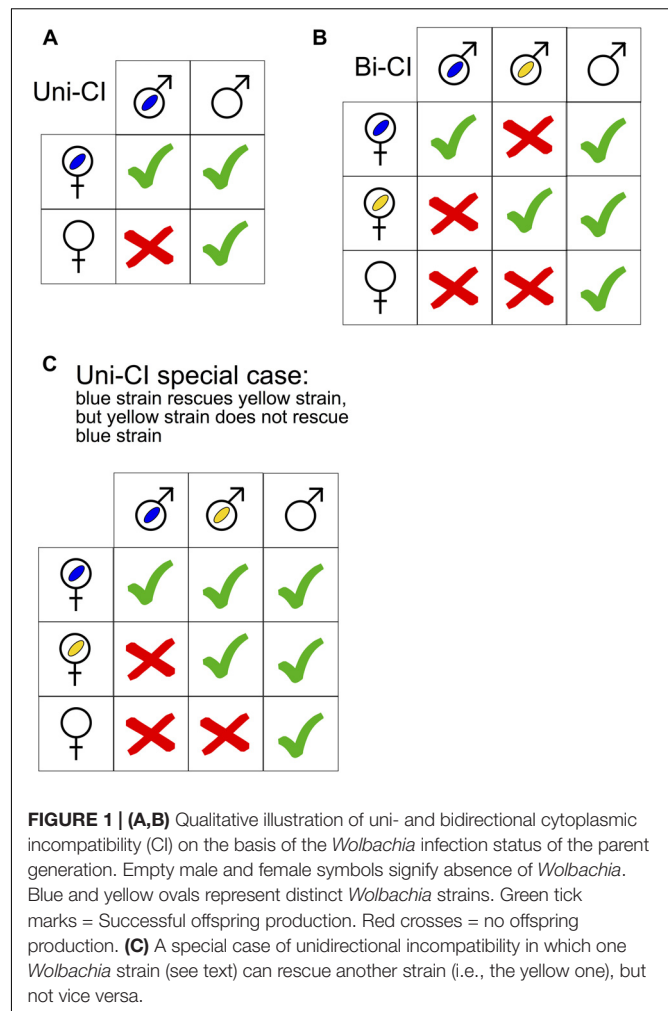 A
Uni-CI
B
Bi-CI
C
Uni-CI special case:
blue strain rescues yellow strain,
but yellow strain does not rescue
blue strain
FIGURE 1 | (A,B) Qualitative illustration of uni- and bidirectional cytoplasmic
incompatibility (CI) on the basis of the Wolbachia infection status of the parent
generation. Empty male and female symbols signify absence of Wolbachia.
Blue and yellow ovals represent distinct Wolbachia strains. Green tick
marks = Successful offspring production. Red crosses = no offspring
production. (C) A special case of unidirectional incompatibility in which one
Wolbachia strain (see text) can rescue another strain (i.e., the yellow one), but
not vice versa.